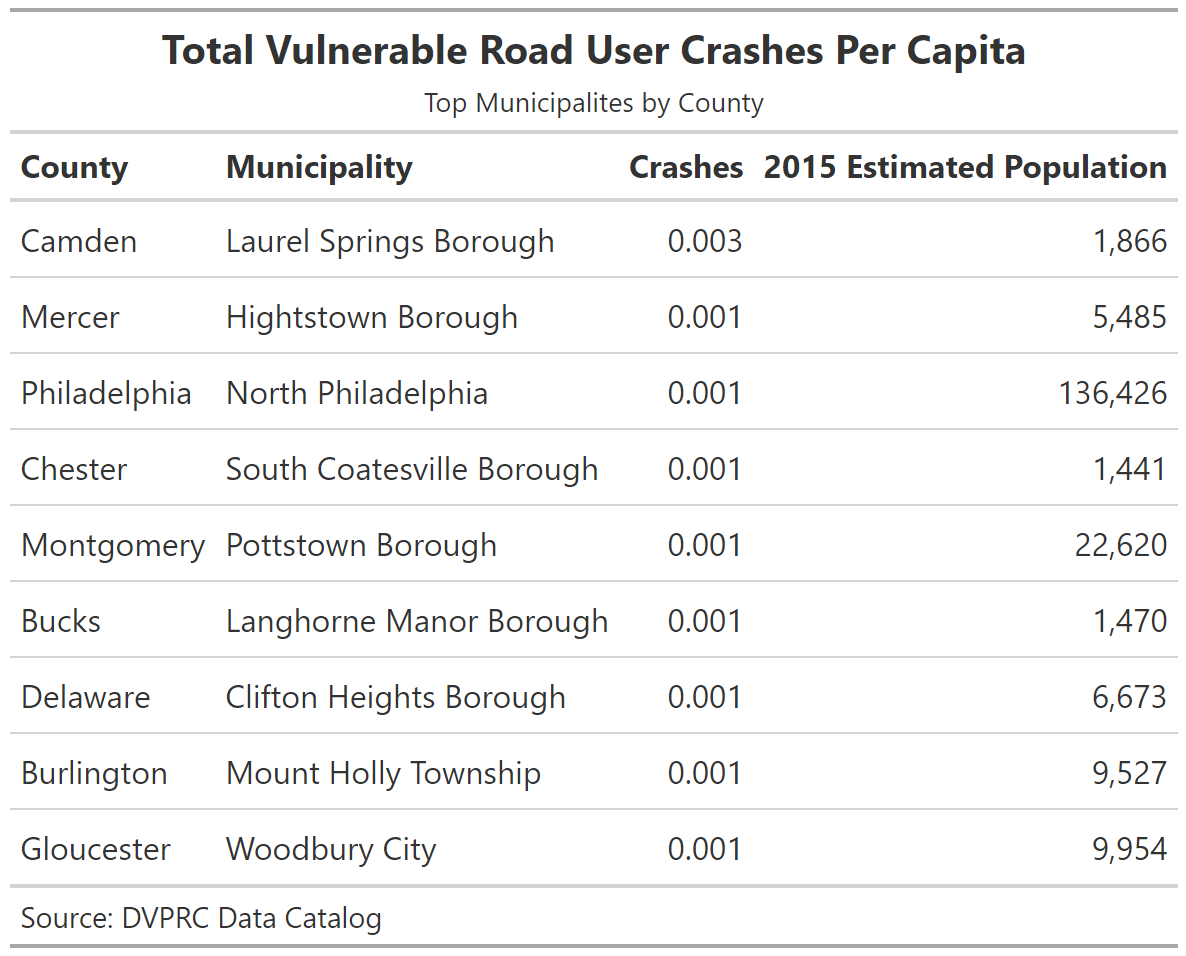 Total Vulnerable Road User Crashes Per Capita
Top Municipalites by County
County Municipality Crashes 2015 Estimated Population
Camden Laurel Springs Borough 0.003 1,866
Mercer Hightstown Borough 0.001 5,485
Philadelphia North Philadelphia 0.001 136,426
Chester South Coatesville Borough 0.001 1,441
Montgomery Pottstown Borough 0.001 22,620
Bucks Langhorne Manor Borough 0.001 1,470
Delaware Clifton Heights Borough 0.001 6,673
Burlington Mount Holly Township 0.001 9,527
Gloucester Woodbury City 0.001 9,954
Source: DVPRC Data Catalog